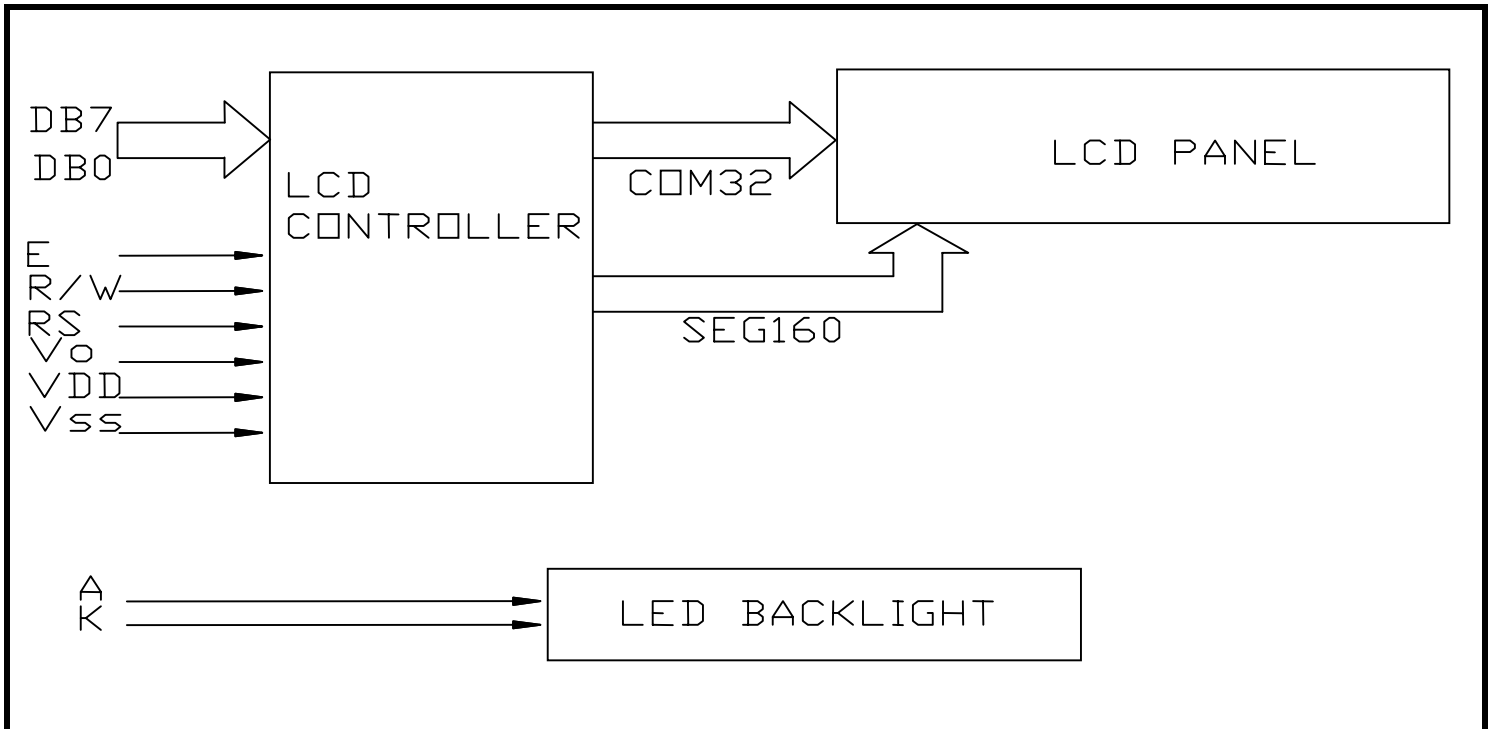 DB7
DB0
LCD
CONTROLLER
COM32
LCD PANEL
E
R/W
RS
Vo
VDD
Vss
SEG160
A
K
LED BACKLIGHT